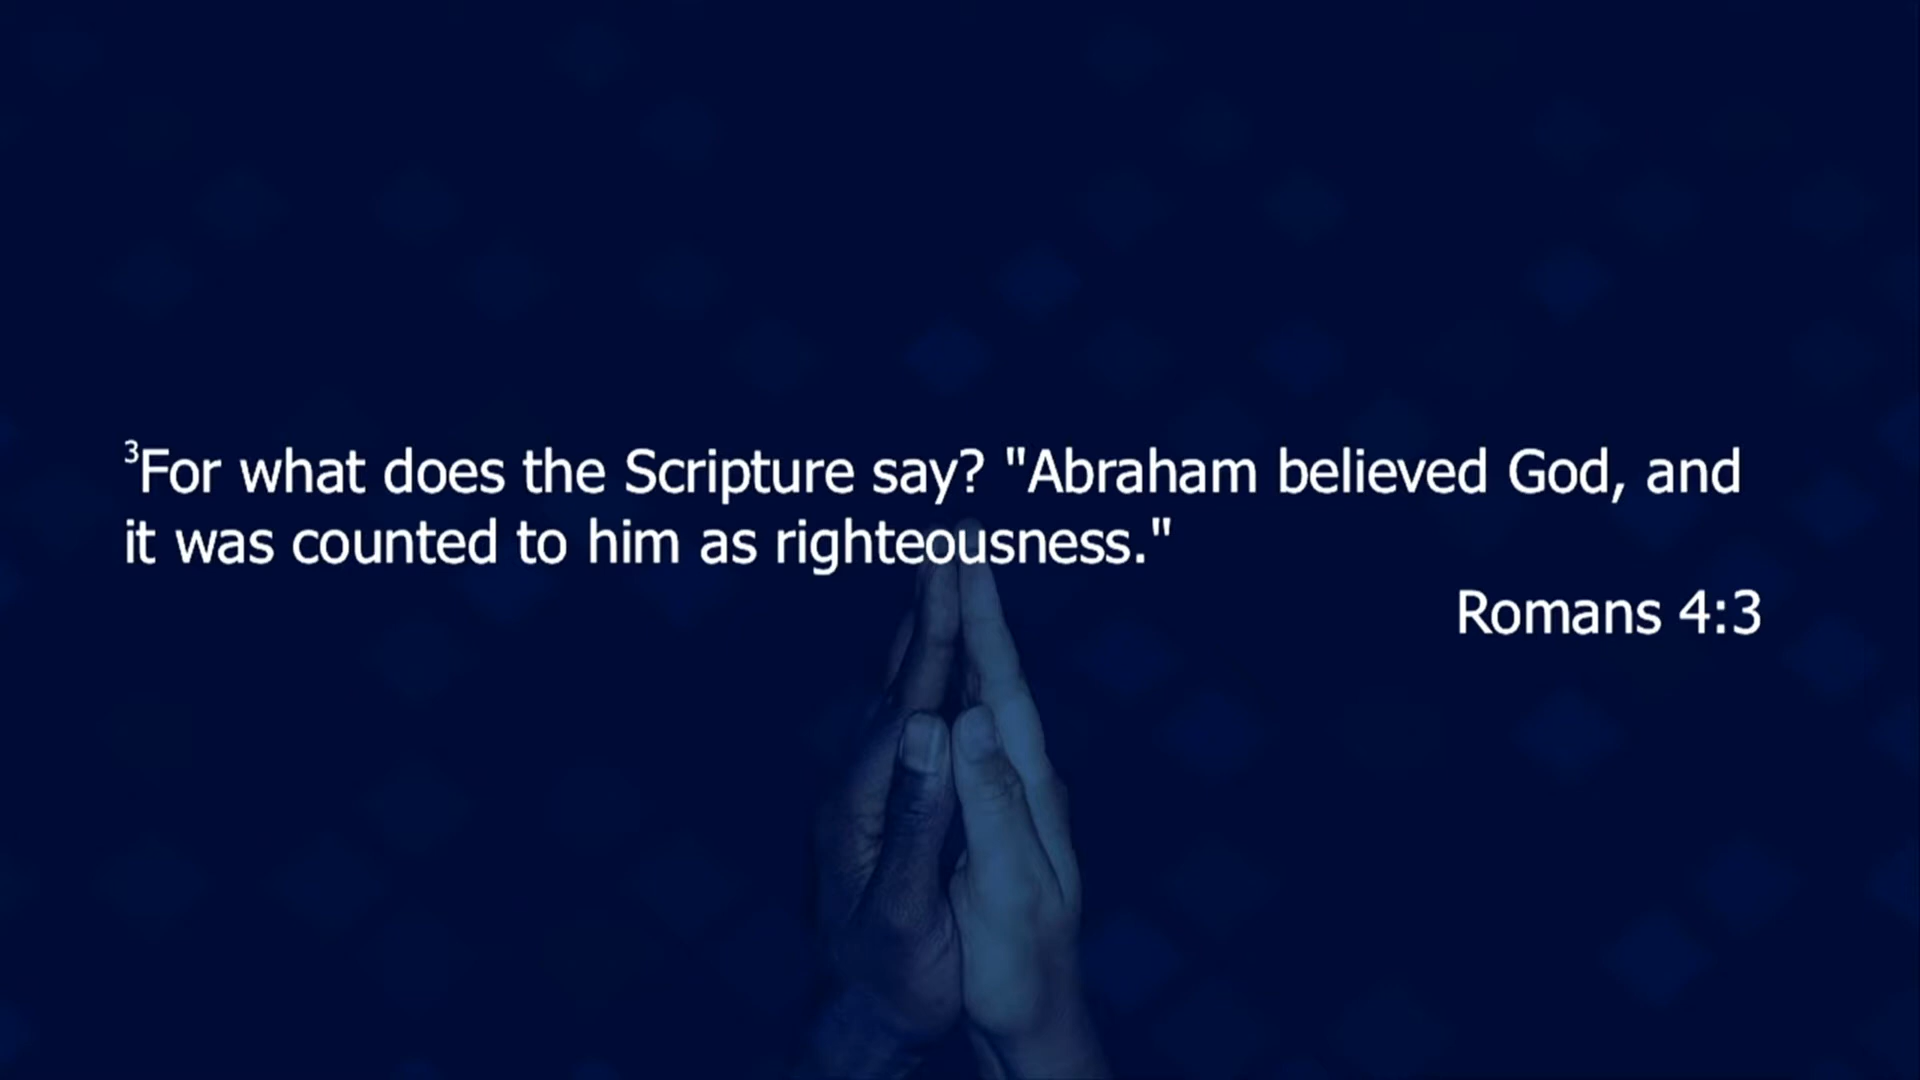 ³For what does the Scripture say? "Abraham believed God, and
it was counted to him as righteousness."
Romans 4:3